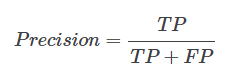 Precision = TP / (TP + FP)